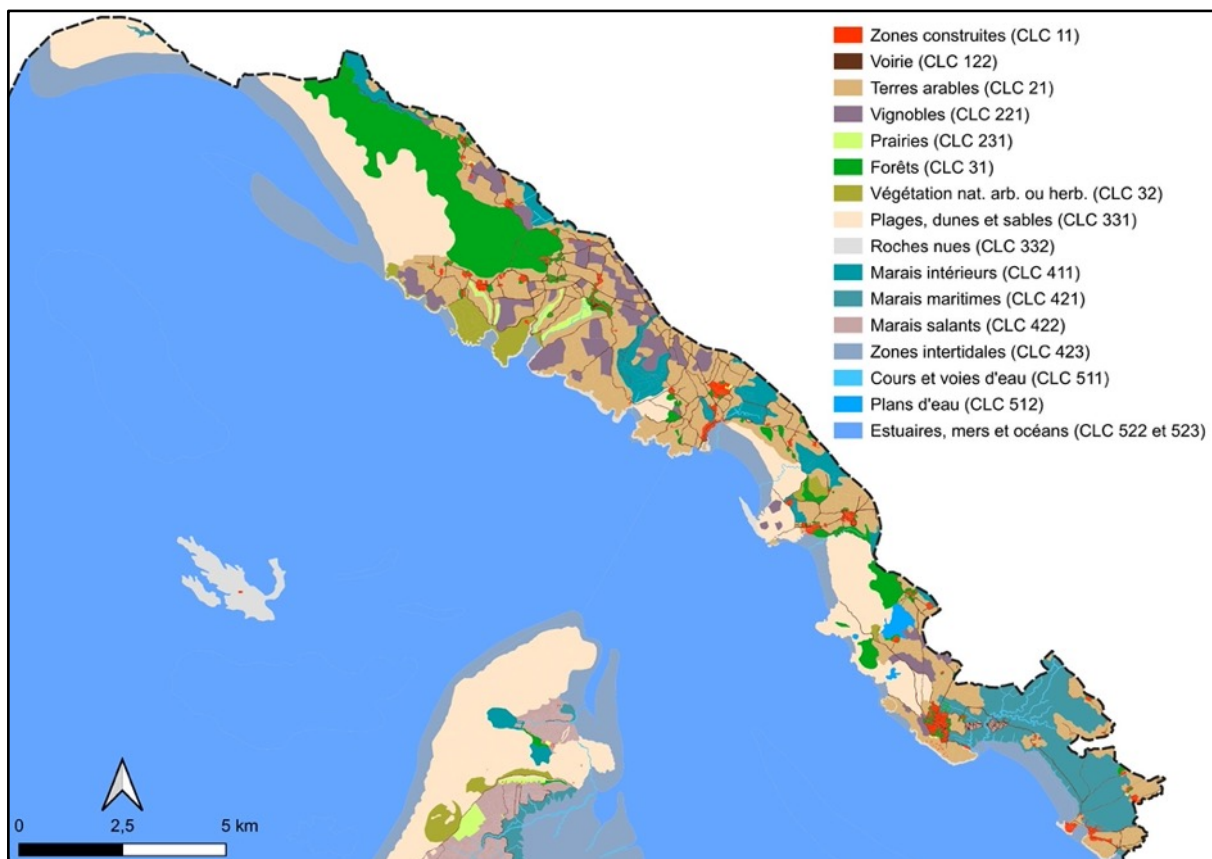 Zones construites (CLC 11)
Voirie (CLC 122)
Terres arables (CLC 21)
Vignobles (CLC 221)
Prairies (CLC 231)
Forêts (CLC 31)
Végétation nat. arb. ou herb. (CLC 32)
Plages, dunes et sables (CLC 331)
Roches nues (CLC 332)
Marais intérieurs (CLC 411)
Marais maritimes (CLC 421)
Marais salants (CLC 422)
Zones intertidales (CLC 423)
Cours et voies d'eau (CLC 511)
Plans d'eau (CLC 512)
Estuaires, mers et océans (CLC 522 et 523)
0 2,5 5 km